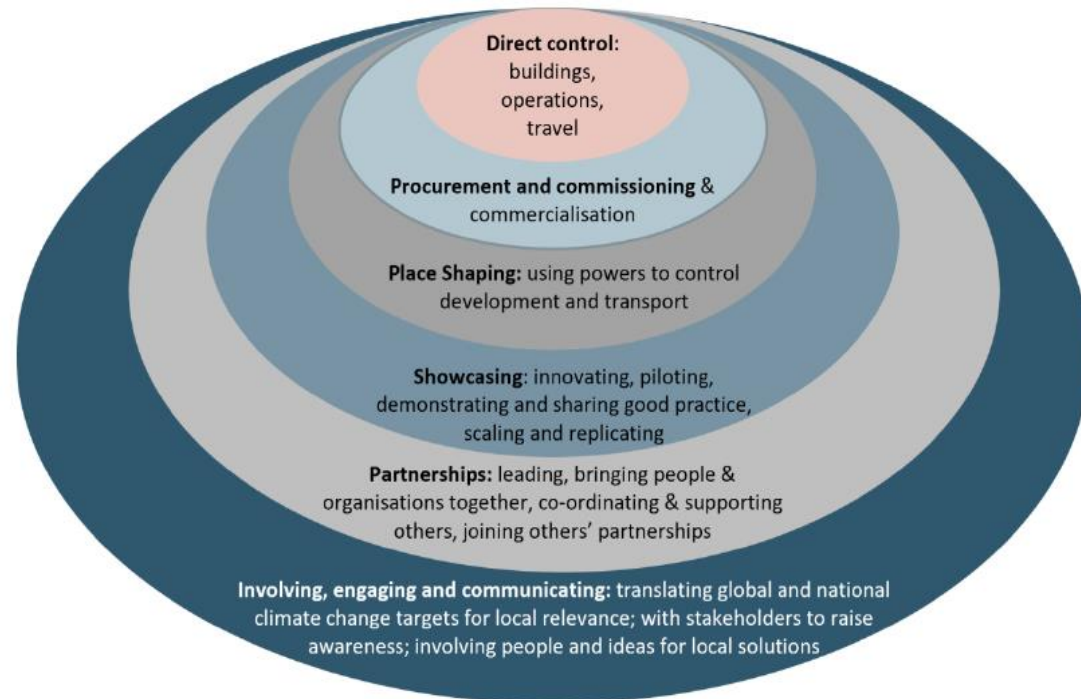 Direct control:
buildings,
operations,
travel
Procurement and commissioning &
commercialisation
Place Shaping: using powers to control
development and transport
Showcasing: innovating, piloting,
demonstrating and sharing good practice,
scaling and replicating
Partnerships: leading, bringing people &
organisations together, co-ordinating & supporting
others, joining others’ partnerships
Involving, engaging and communicating: translating global and national
climate change targets for local relevance; with stakeholders to raise
awareness; involving people and ideas for local solutions